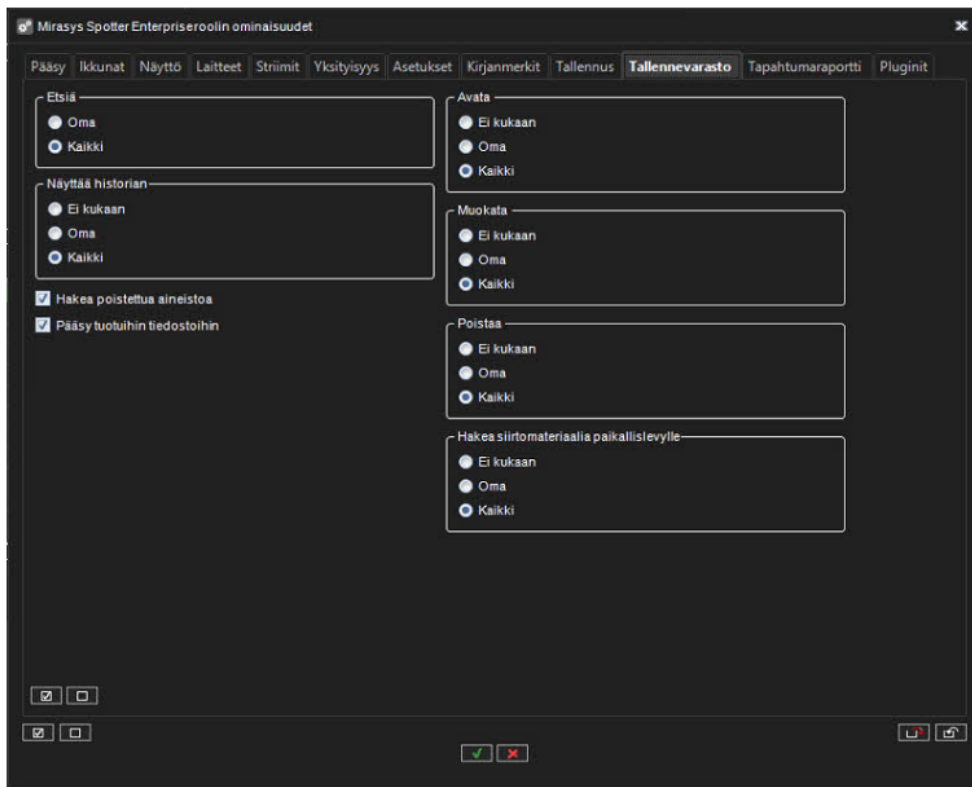 Mirasys Spotter Enterpriseroolin ominaisuudet
Pääsy Ikkunat Näyttö Laitteet Striimit Yksityisyys Asetukset Kirjanmerkit Tallennus Tallennevarasto Tapahtumaraportti Pluginit
Etsiä
Oma
Kaikki
Näyttää historian
Ei kukaan
Oma
Kaikki
Hakea poistettua aineistoa
Pääsy tuotuihin tiedostoihin
Avata
Ei kukaan
Oma
Kaikki
Muokata
Ei kukaan
Oma
Kaikki
Poistaa
Ei kukaan
Oma
Kaikki
Hakea siirtomateriaalia paikallislevylle
Ei kukaan
Oma
Kaikki